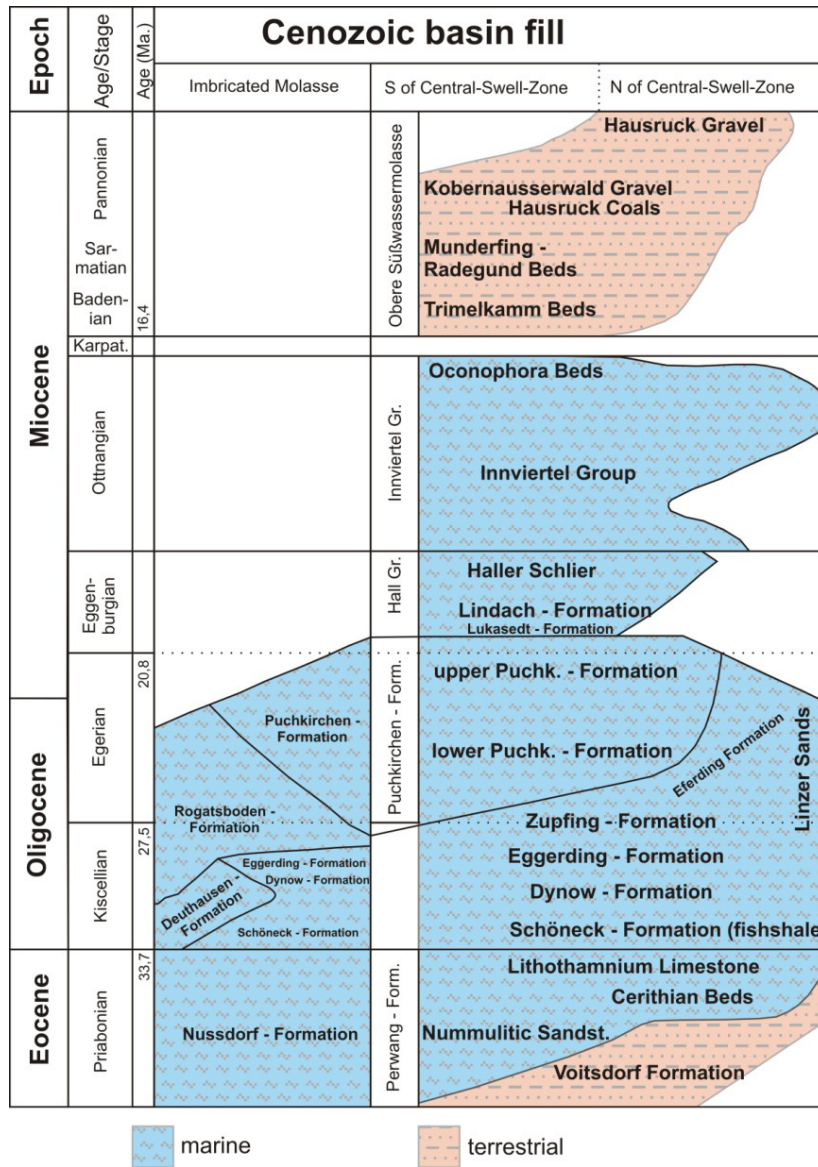 Cenozoic basin fill
Epoch
Age/Stage
Age (Ma.)
Imbricated Molasse
S of Central-Swell-Zone
N of Central-Swell-Zone
Miocene
Oligocene
Eocene
Pannonian
Sar-
matian
Baden-
ian
Karpat.
Ottnangian
Eggen-
burgian
Egerian
Kiscellian
Priabonian
16,4
20,8
27,5
33,7
Puchkirchen -
Formation
Rogatsboden -
Formation
Eggerding - Formation
Dynow - Formation
Deuthausen -
Formation
Schöneck - Formation
Nussdorf - Formation
Obere Süßwassermolasse
Innviertel Gr.
Hall Gr.
Puchkirchen - Form.
Perwang - Form.
Hausruck Gravel
Kobernausserwald Gravel
Hausruck Coals
Munderfing -
Radegund Beds
Trimelkamm Beds
Oconophora Beds
Innviertel Group
Haller Schlier
Lindach - Formation
Lukasedt - Formation
upper Puchk. - Formation
lower Puchk. - Formation
Eferding Formation
Linzer Sands
Zupfing - Formation
Eggerding - Formation
Dynow - Formation
Schöneck - Formation (fishshale
Lithothamnium Limestone
Cerithian Beds
Nummulitic Sandst.
Voitsdorf Formation
marine
terrestrial